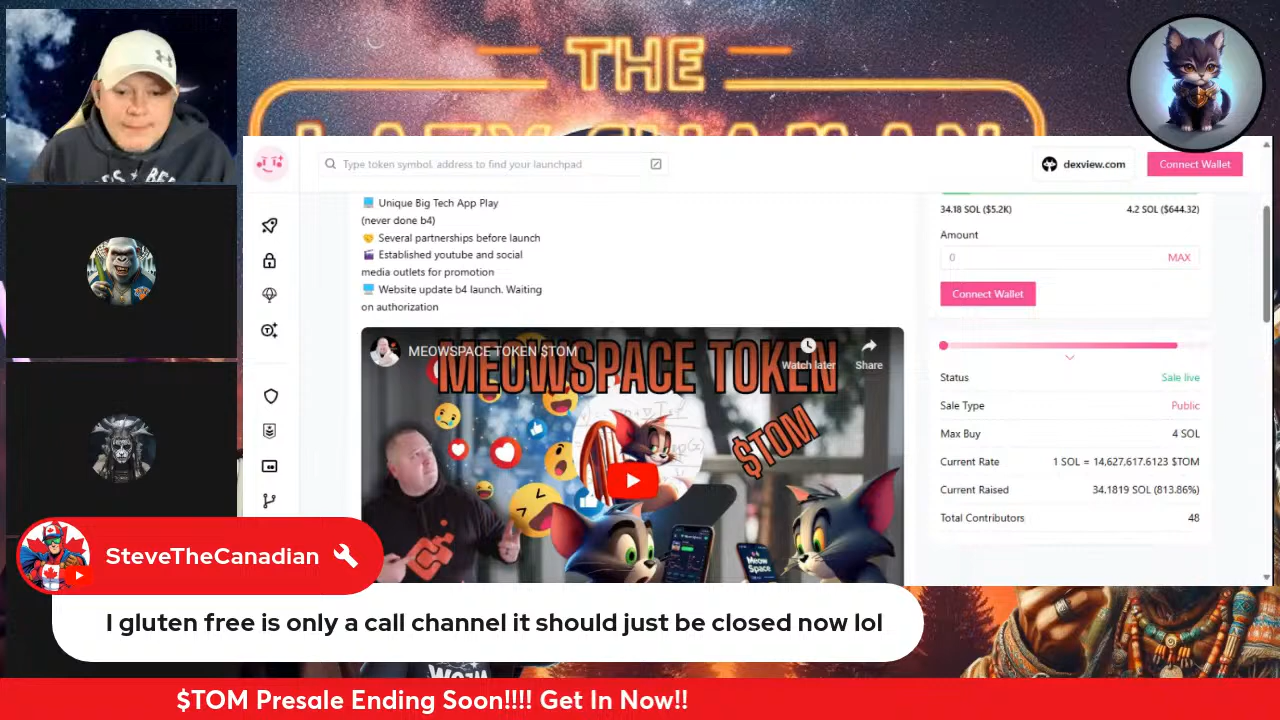 THE
Type token symbol, address to find your launchpad
dexview.com
Connect Wallet
Unique Big Tech App Play
(never done b4)
Several partnerships before launch
Established youtube and social
media outlets for promotion
Website update b4 launch. Waiting
on authorization
34.18 SOL ($5.2K)
4.2 SOL ($644.32)
Amount
0
MAX
Connect Wallet
MEOWSPACE TOKEN $TOM
Watch later
Share
MEOWSPACE TOKEN
$TOM
Meow
Space
Status
Sale live
Sale Type
Public
Max Buy
4 SOL
Current Rate
1 SOL = 14,627,617.6123 $TOM
Current Raised
34.1819 SOL (813.86%)
Total Contributors
48
SteveTheCanadian
I gluten free is only a call channel it should just be closed now lol
$TOM Presale Ending Soon!!!! Get In Now!!